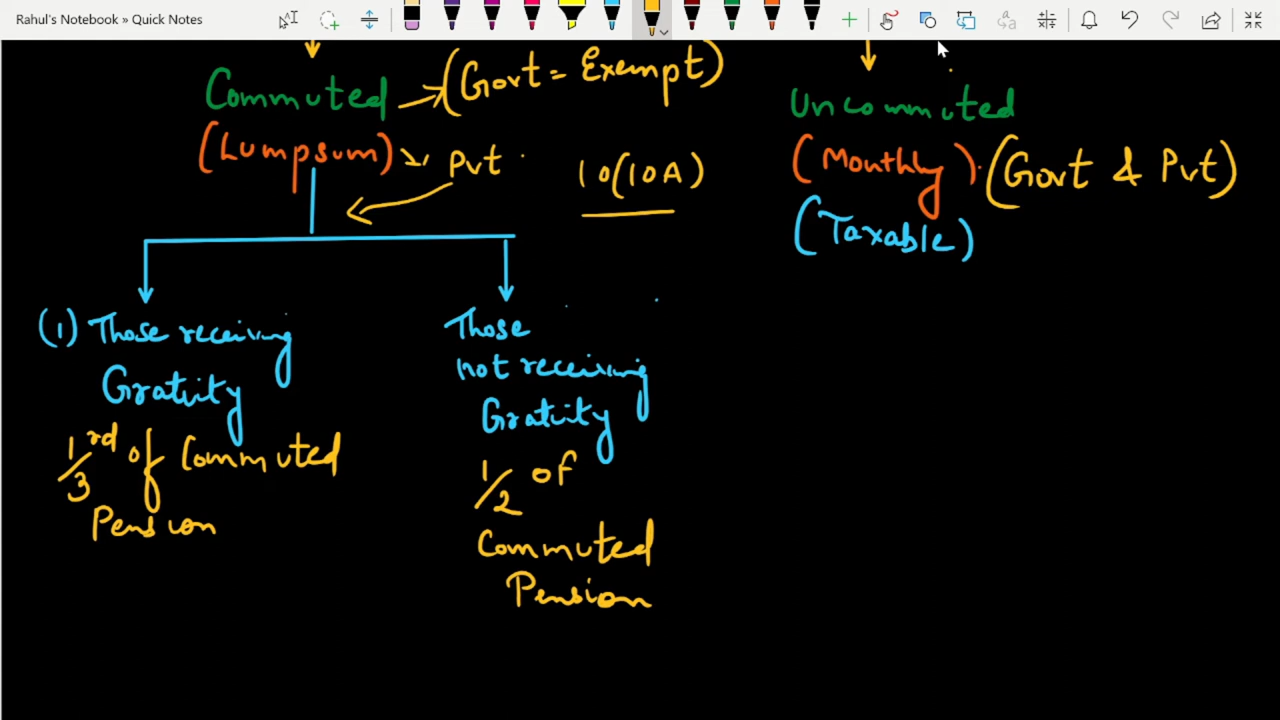 Rahul's Notebook » Quick Notes
Commuted (Govt = Exempt)
(Lumpsum) Pvt
10(10A)
(1) Those receiving
Gratuity
1/3rd of Commuted
Pension
Those
not receiving
Gratuity
1/2 of
Commuted
Pension
Uncommuted
(Monthly) (Govt & Pvt)
(Taxable)